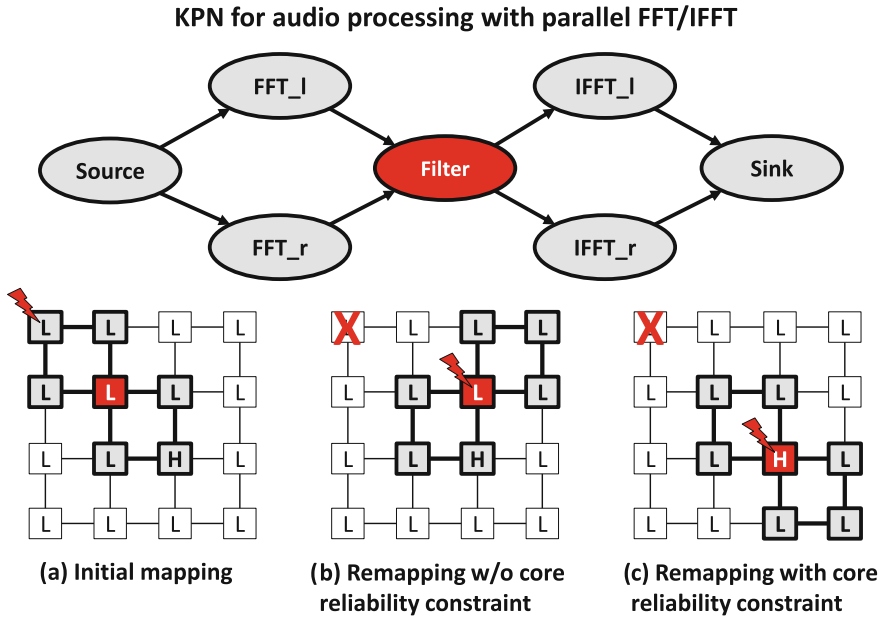 KPN for audio processing with parallel FFT/IFFT
FFT_l
IFFT_l
Source
Filter
Sink
FFT_r
IFFT_r
L L L L
L L L L
L L H L
L L L L
X L L L
L L L L
L L H L
L L L L
X L L L
L L L L
L L H L
L L L L
(a) Initial mapping
(b) Remapping w/o core
reliability constraint
(c) Remapping with core
reliability constraint